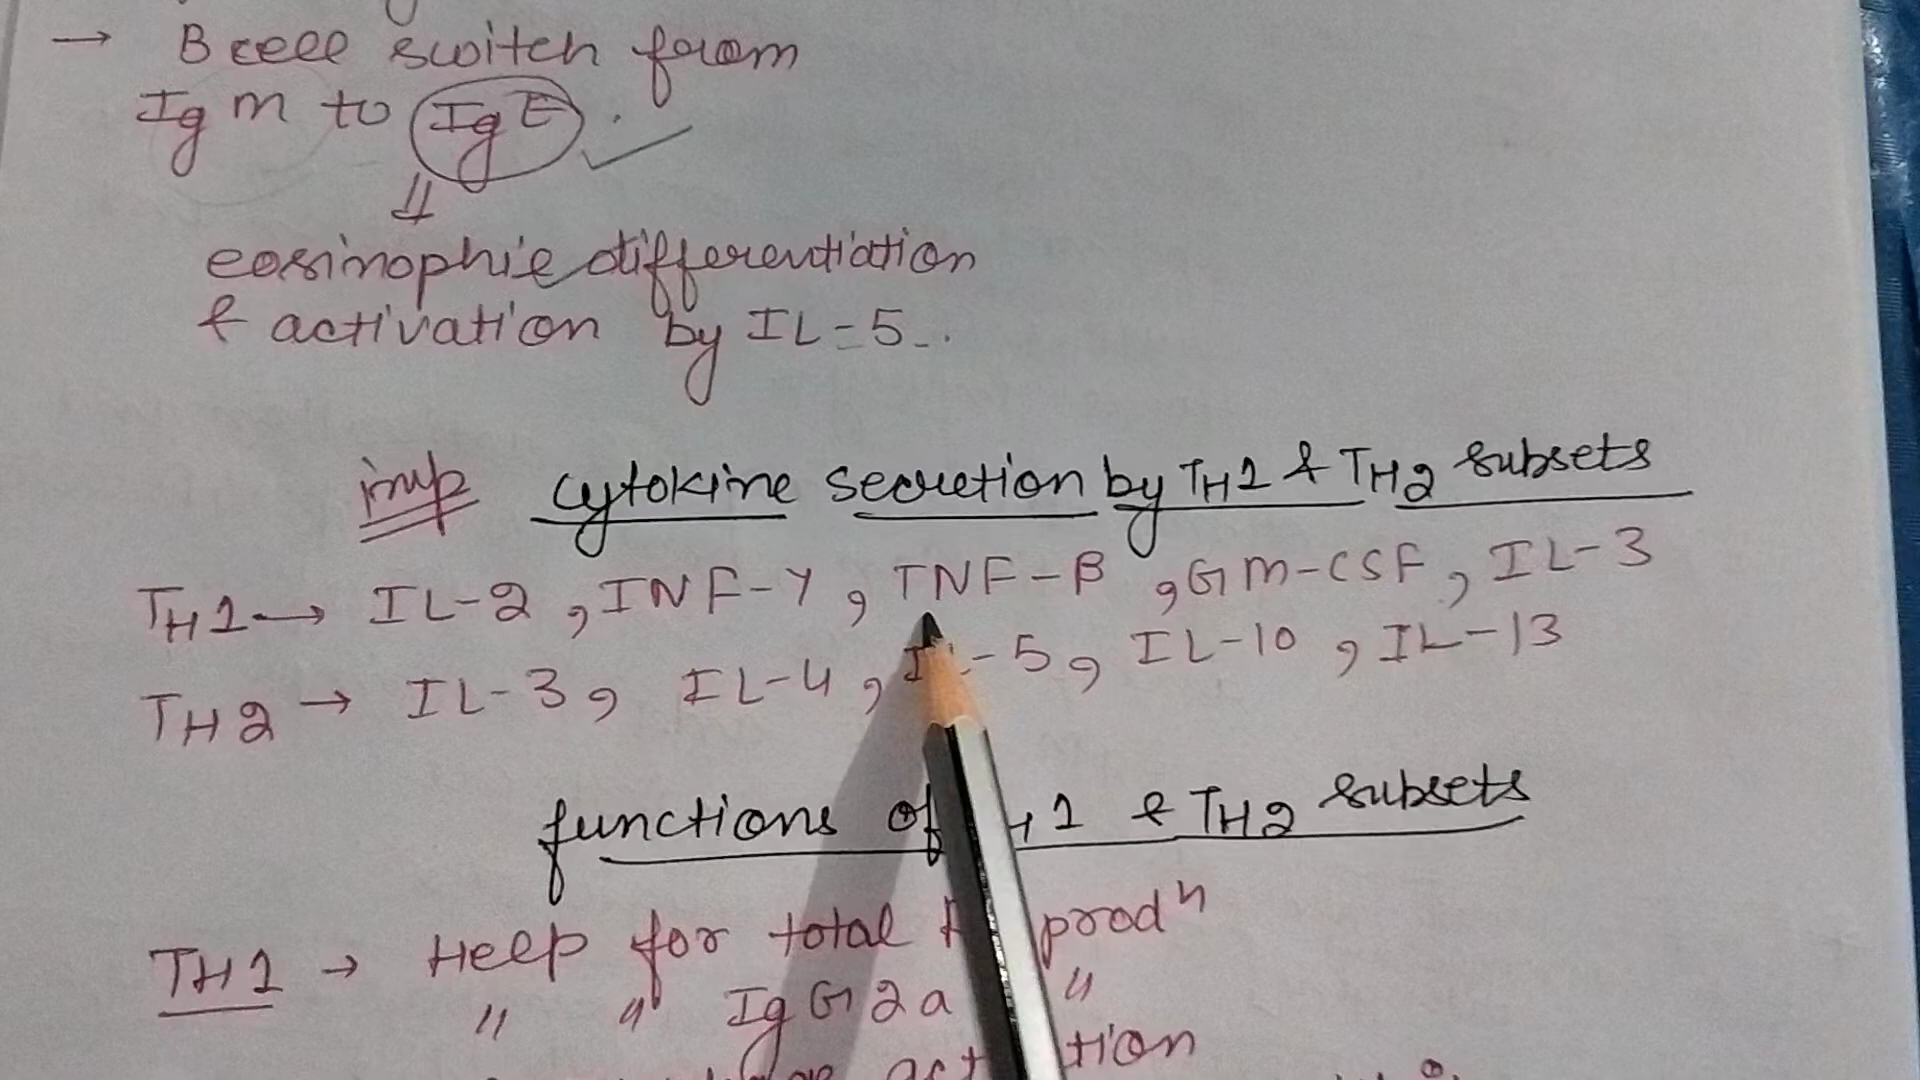 → B cell switch from
Ig M to IgE.
eosinophil differentiation
& activation by IL-5.
imp cytokine secretion by TH1 & TH2 subsets
TH1 → IL-2, INF-γ, TNF-β, GM-CSF, IL-3
TH2 → IL-3, IL-4, IL-5, IL-10, IL-13
functions of TH1 & TH2 subsets
TH1 → Help for total prodn
" " IgG2a "